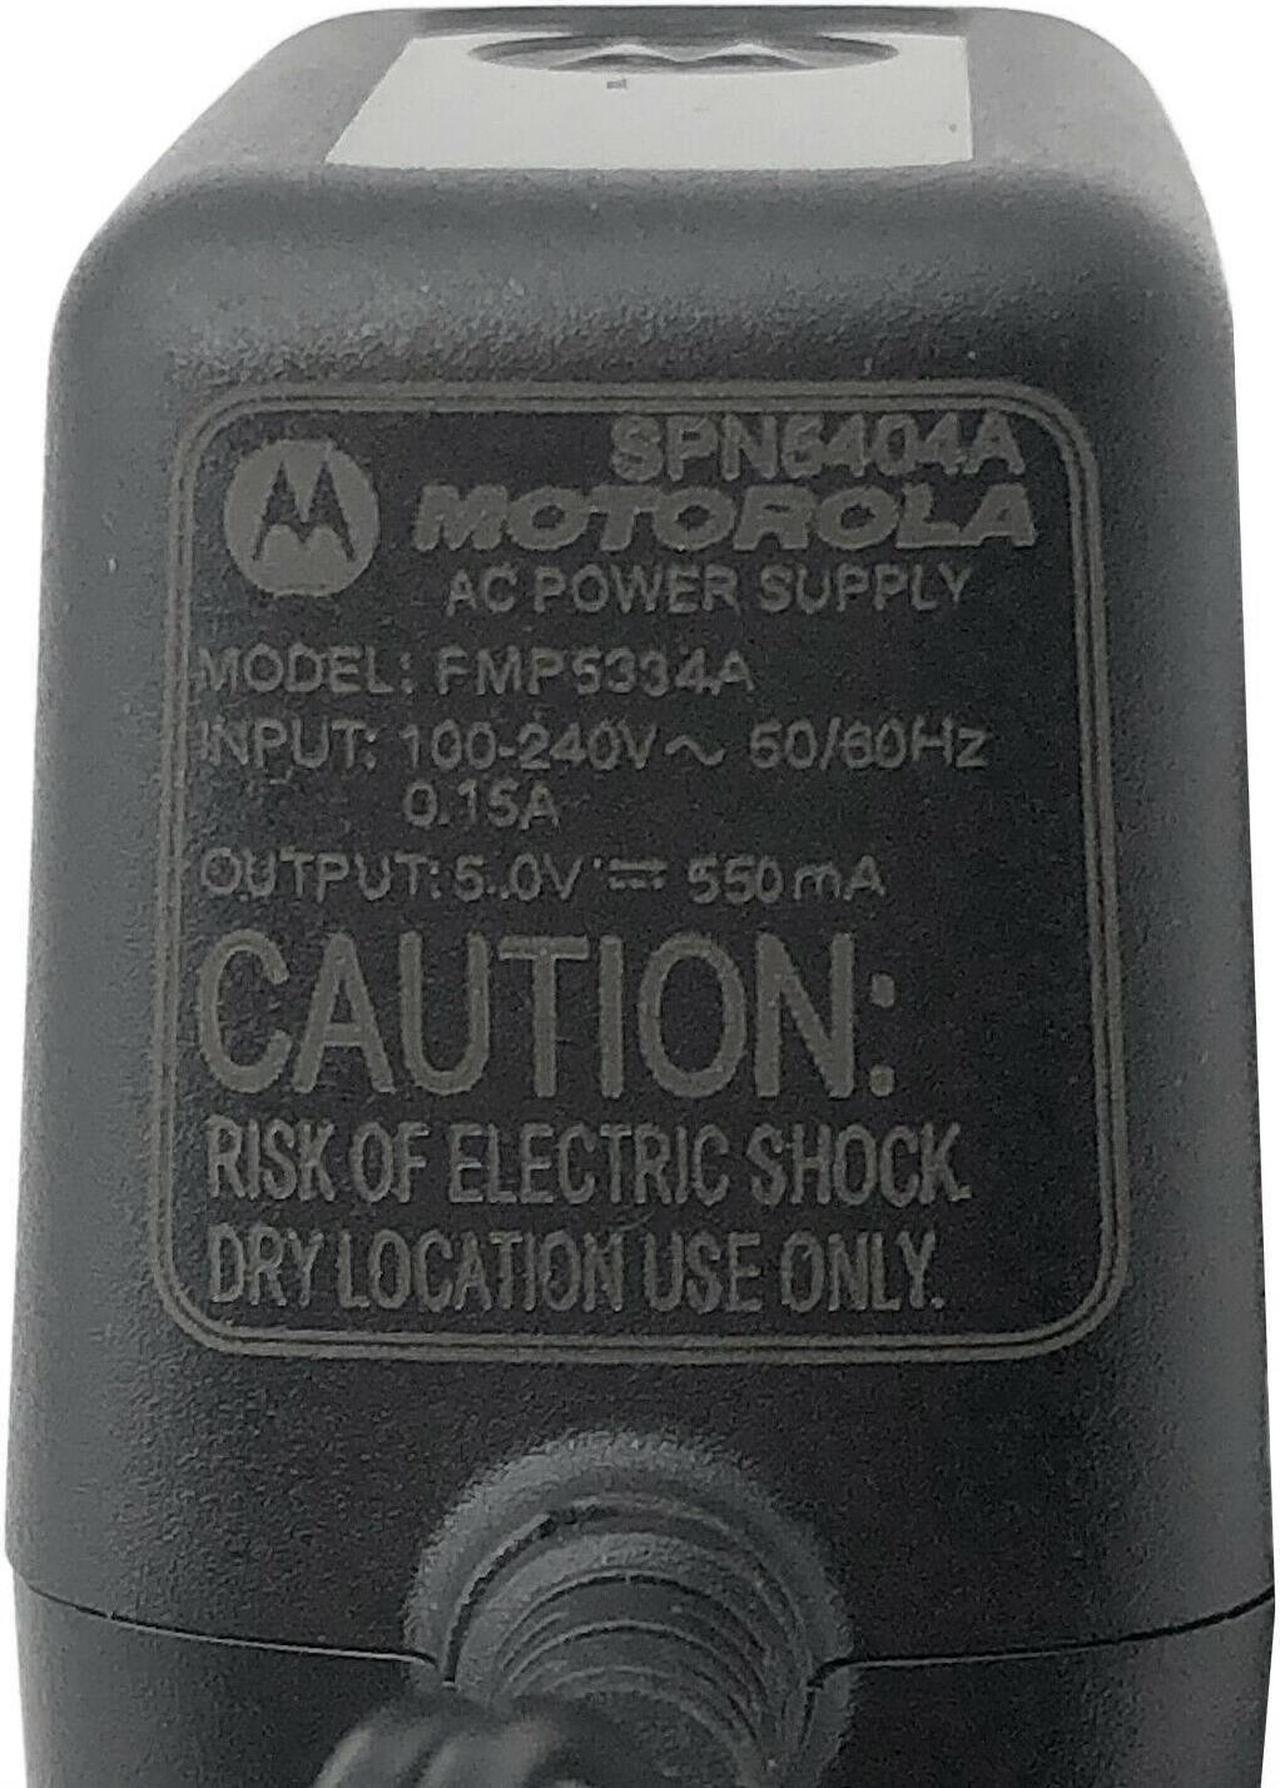 SPN5404A
MOTOROLA
AC POWER SUPPLY
MODEL: FMP5334A
INPUT: 100-240V~ 50/60Hz
0.15A
OUTPUT: 5.0V ⎓ 550mA
CAUTION:
RISK OF ELECTRIC SHOCK.
DRY LOCATION USE ONLY.